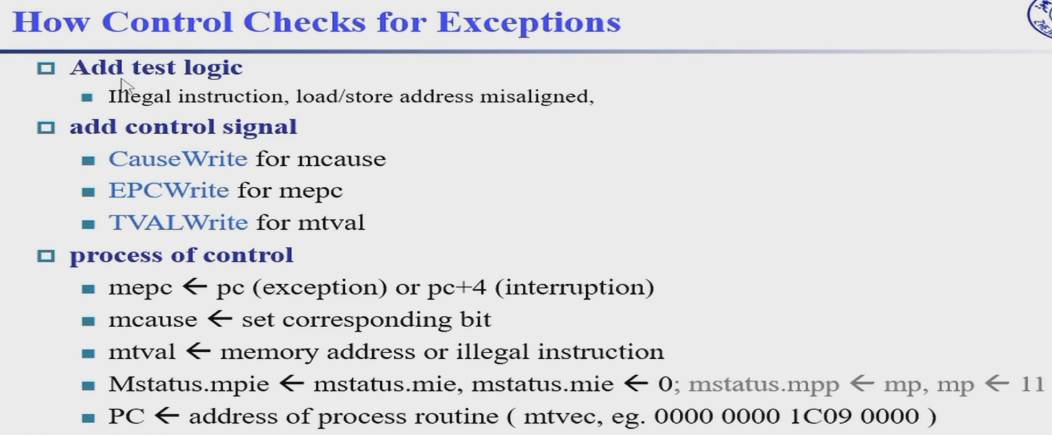 How Control Checks for Exceptions
Add test logic
Illegal instruction, load/store address misaligned,
add control signal
CauseWrite for mcause
EPCWrite for mepc
TVALWrite for mtval
process of control
mepc ← pc (exception) or pc+4 (interruption)
mcause ← set corresponding bit
mtval ← memory address or illegal instruction
Mstatus.mpie ← mstatus.mie, mstatus.mie ← 0; mstatus.mpp ← mp, mp ← 11
PC ← address of process routine ( mtvec, eg. 0000 0000 1C09 0000 )